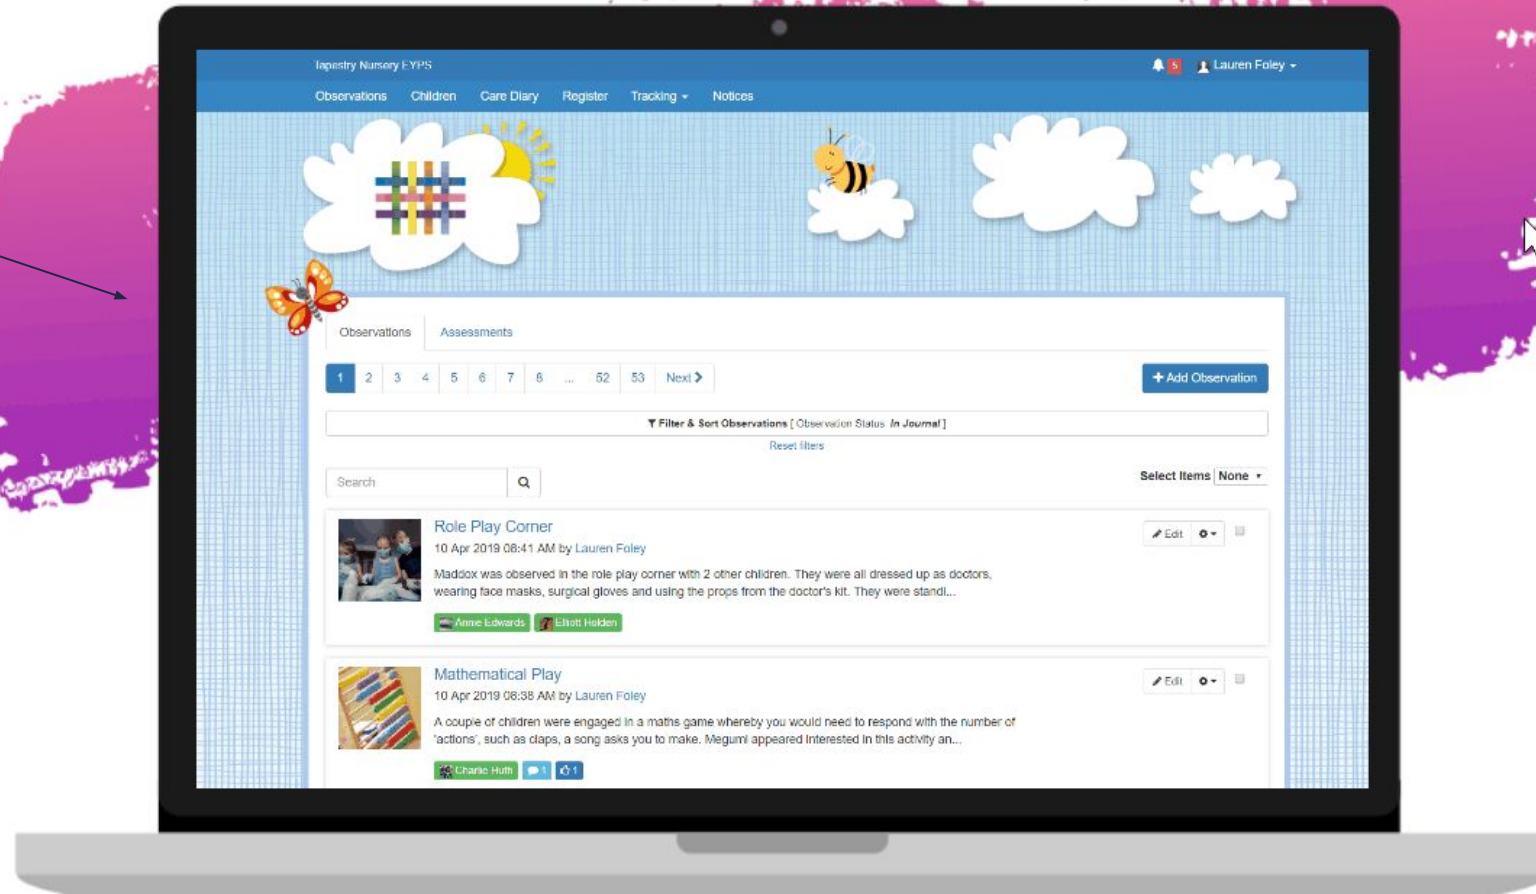 Tapestry Nursery EYPS
5 Lauren Foley
Observations Children Care Diary Register Tracking Notices
Observations Assessments
1 2 3 4 5 6 7 8 ... 52 53 Next
+ Add Observation
Filter & Sort Observations [ Observation Status In Journal ]
Reset filters
Search
Select Items None
Role Play Corner
Edit
10 Apr 2019 08:41 AM by Lauren Foley
Maddox was observed in the role play corner with 2 other children. They were all dressed up as doctors,
wearing face masks, surgical gloves and using the props from the doctor's kit. They were standi...
Annie Edwards Elliott Holden
Mathematical Play
Edit
10 Apr 2019 08:38 AM by Lauren Foley
A couple of children were engaged in a maths game whereby you would need to respond with the number of
'actions', such as claps, a song asks you to make. Megumi appeared interested in this activity an...
Charlie Huth 1 1